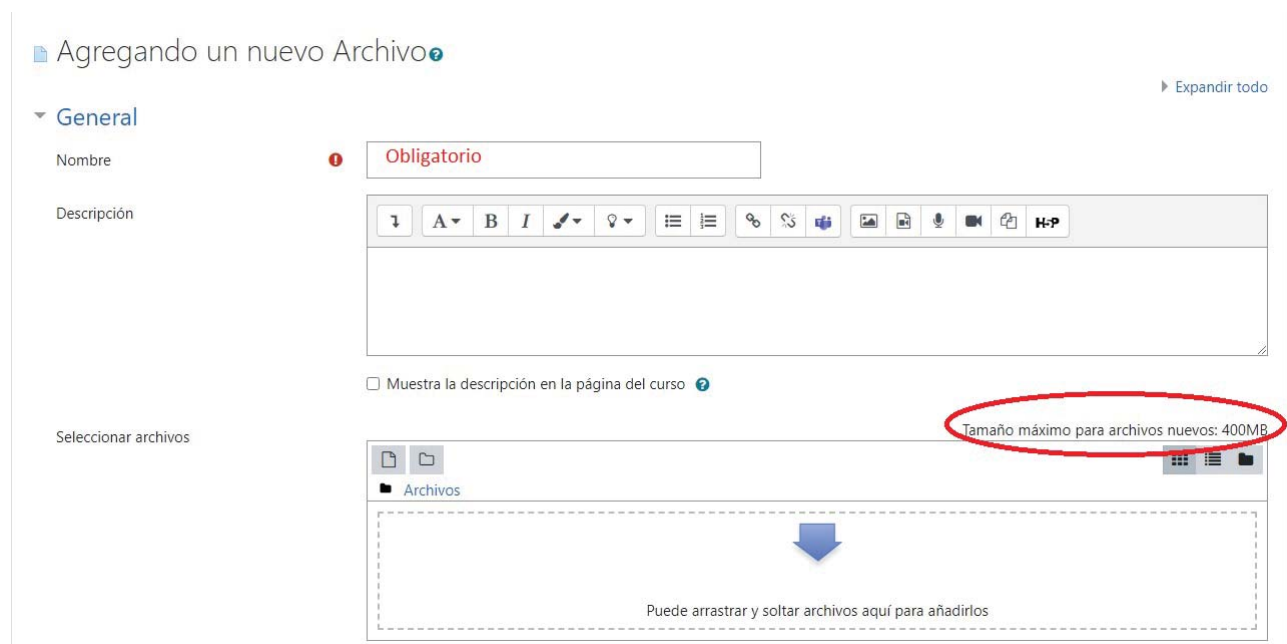 Agregando un nuevo Archivo
Expandir todo
General
Nombre
Obligatorio
Descripción
A B I H5P
Muestra la descripción en la página del curso
Tamaño máximo para archivos nuevos: 400MB
Seleccionar archivos
Archivos
Puede arrastrar y soltar archivos aquí para añadirlos